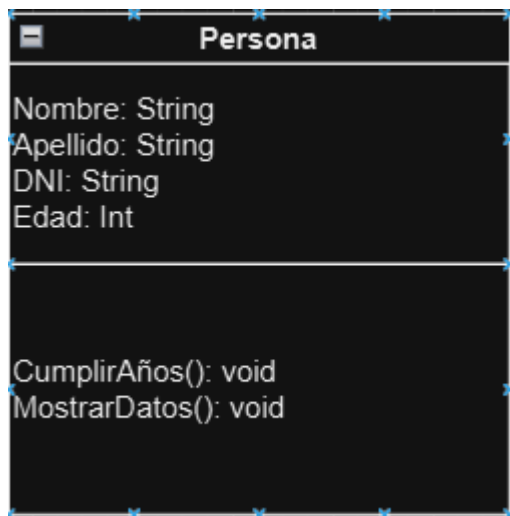 Persona
Nombre: String
Apellido: String
DNI: String
Edad: Int
CumplirAños(): void
MostrarDatos(): void